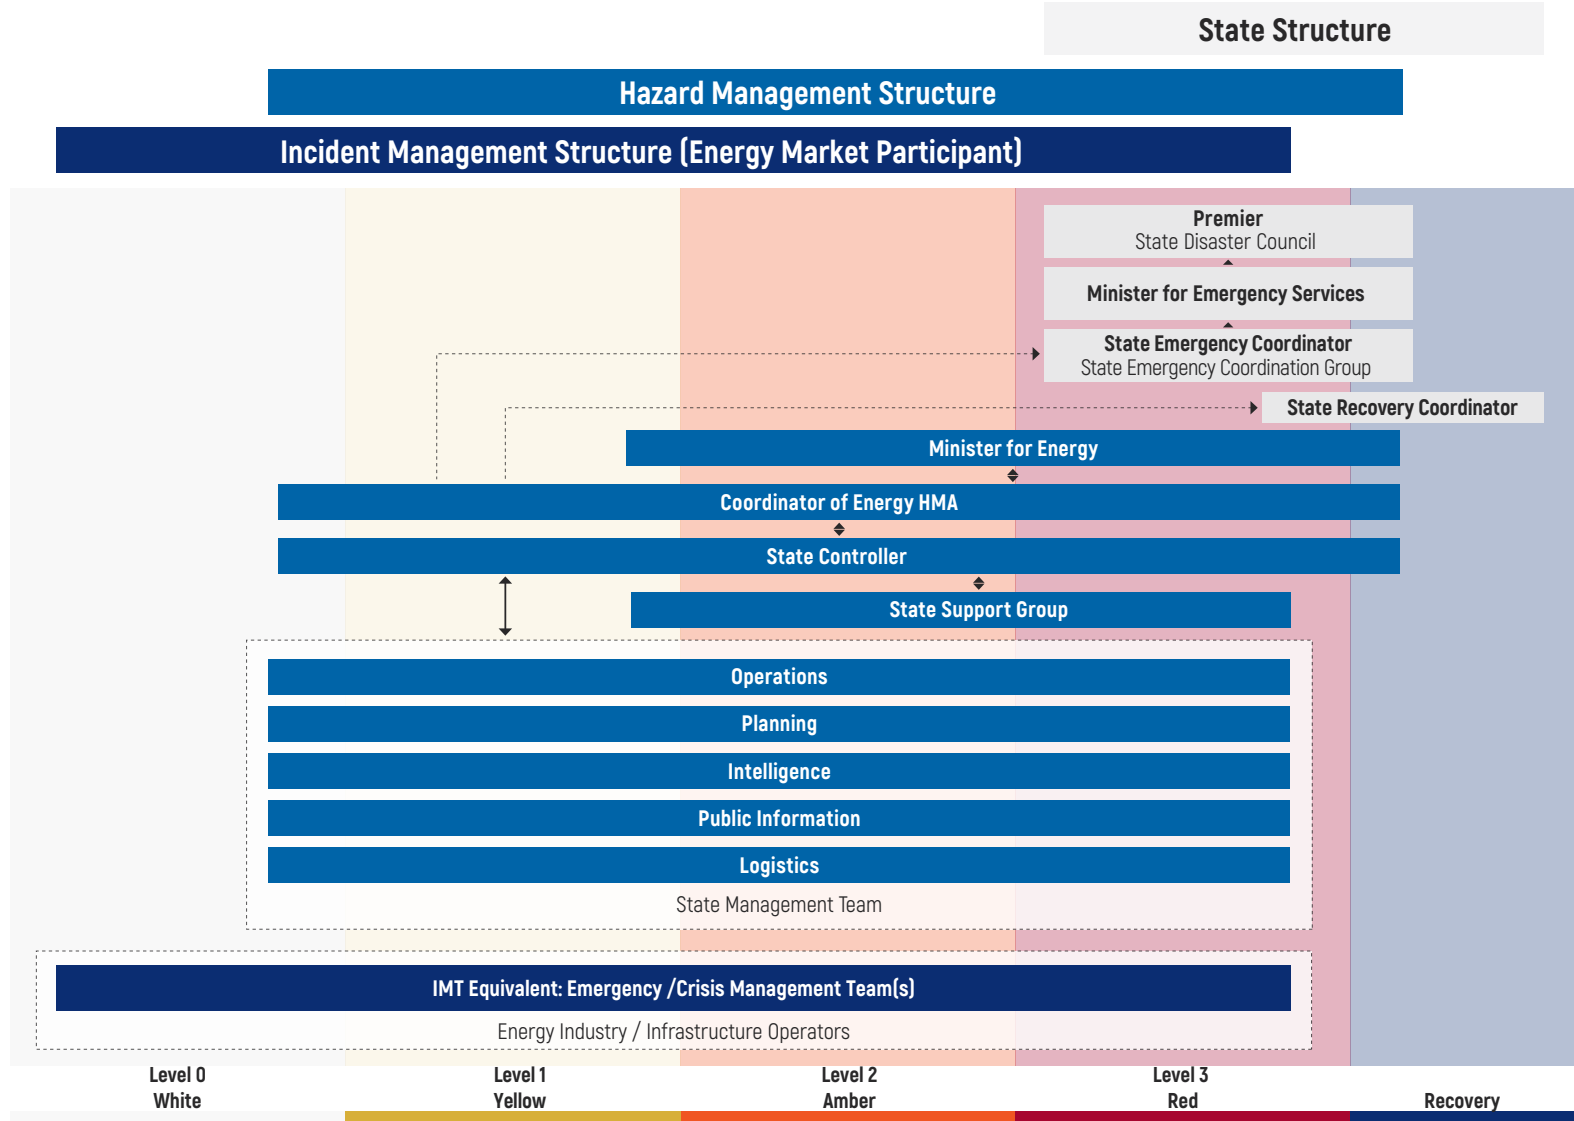 State Structure
Hazard Management Structure
Incident Management Structure (Energy Market Participant)
Premier
State Disaster Council
Minister for Emergency Services
State Emergency Coordinator
State Emergency Coordination Group
State Recovery Coordinator
Minister for Energy
Coordinator of Energy HMA
State Controller
State Support Group
Operations
Planning
Intelligence
Public Information
Logistics
State Management Team
IMT Equivalent: Emergency /Crisis Management Team(s)
Energy Industry / Infrastructure Operators
Level 0
White
Level 1
Yellow
Level 2
Amber
Level 3
Red
Recovery